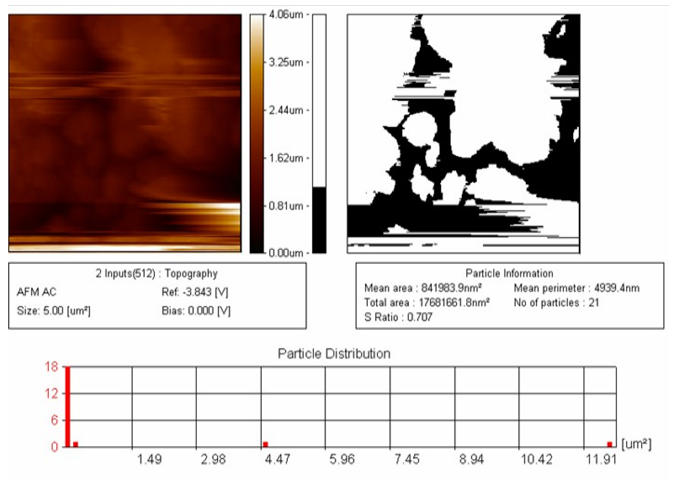 4.06um
3.25um
2.44um
1.62um
0.81um
0.00um
2 Inputs(512) : Topography
AFM AC Ref: -3.843 [V]
Size: 5.00 [um²] Bias: 0.000 [V]
Particle Information
Mean area : 841983.9nm² Mean perimeter : 4939.4nm
Total area : 17681661.8nm² No of particles : 21
S Ratio : 0.707
Particle Distribution
18
12
6
0
1.49 2.98 4.47 5.96 7.45 8.94 10.42 11.91 [um²]